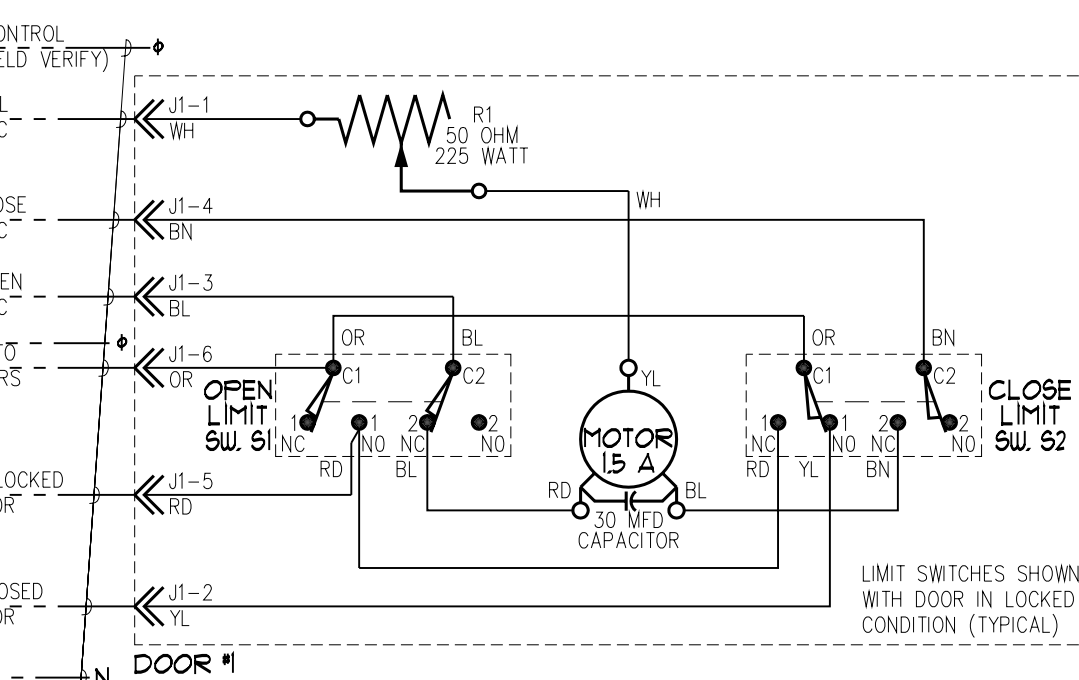 ONTROL
ELD VERIFY) ϕ
L
C
J1-1
WH
R1
50 OHM
225 WATT
OSE
C
J1-4
BN
WH
EN
C
J1-3
BL
ϕ
O
RS
J1-6
OR
OR
BL
OR
BN
OPEN
LIMIT
SW. S1
C1
C2
1
NC
1
NO
2
NC
2
NO
RD
BL
YL
MOTOR
1.5 A
RD
BL
30 MFD
CAPACITOR
C1
C2
1
NC
1
NO
2
NC
2
NO
RD
YL
BN
CLOSE
LIMIT
SW. S2
LOCKED
OR
J1-5
RD
OSED
OR
J1-2
YL
LIMIT SWITCHES SHOWN
WITH DOOR IN LOCKED
CONDITION (TYPICAL)
N
DOOR #1